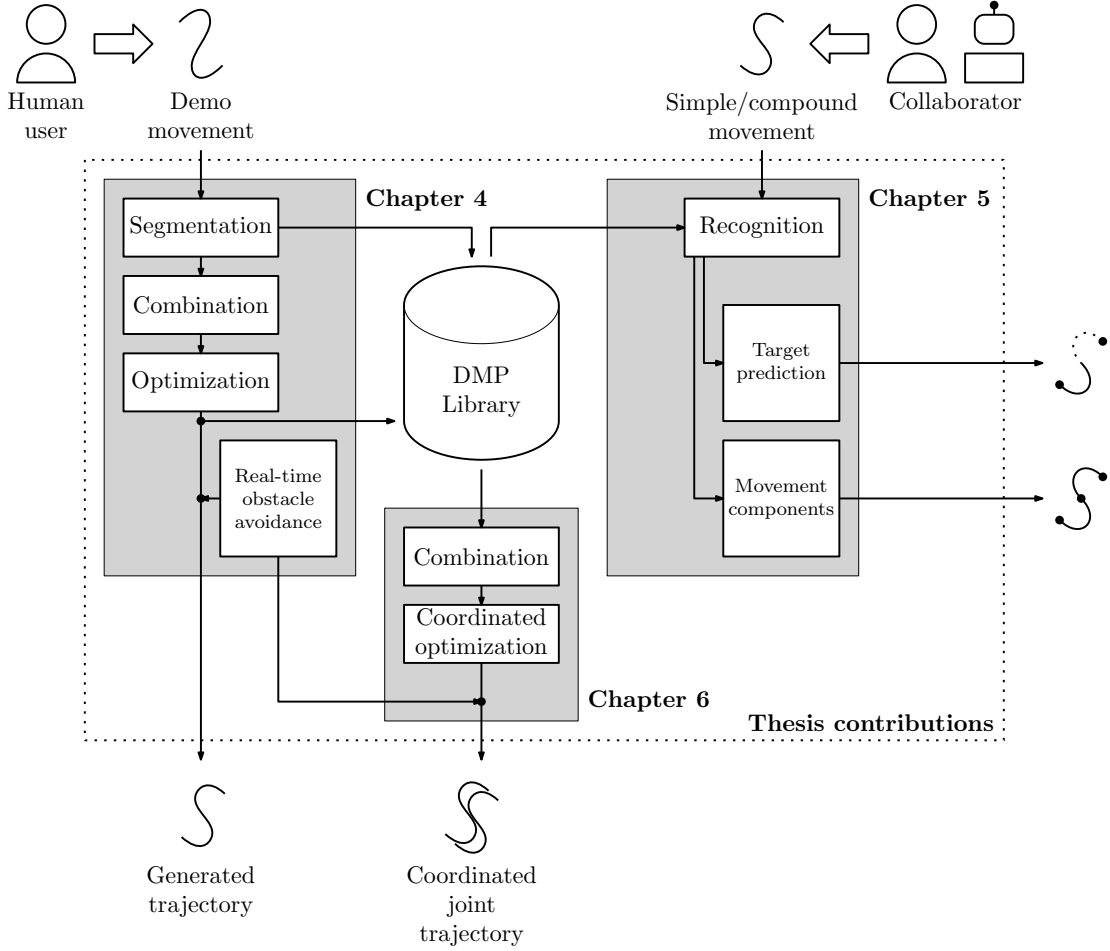 Human
user
Demo
movement
Simple/compound
movement
Collaborator
Chapter 4
Segmentation
Combination
Optimization
Real-time
obstacle
avoidance
DMP
Library
Chapter 5
Recognition
Target
prediction
Movement
components
Combination
Coordinated
optimization
Chapter 6
Thesis contributions
Generated
trajectory
Coordinated
joint
trajectory